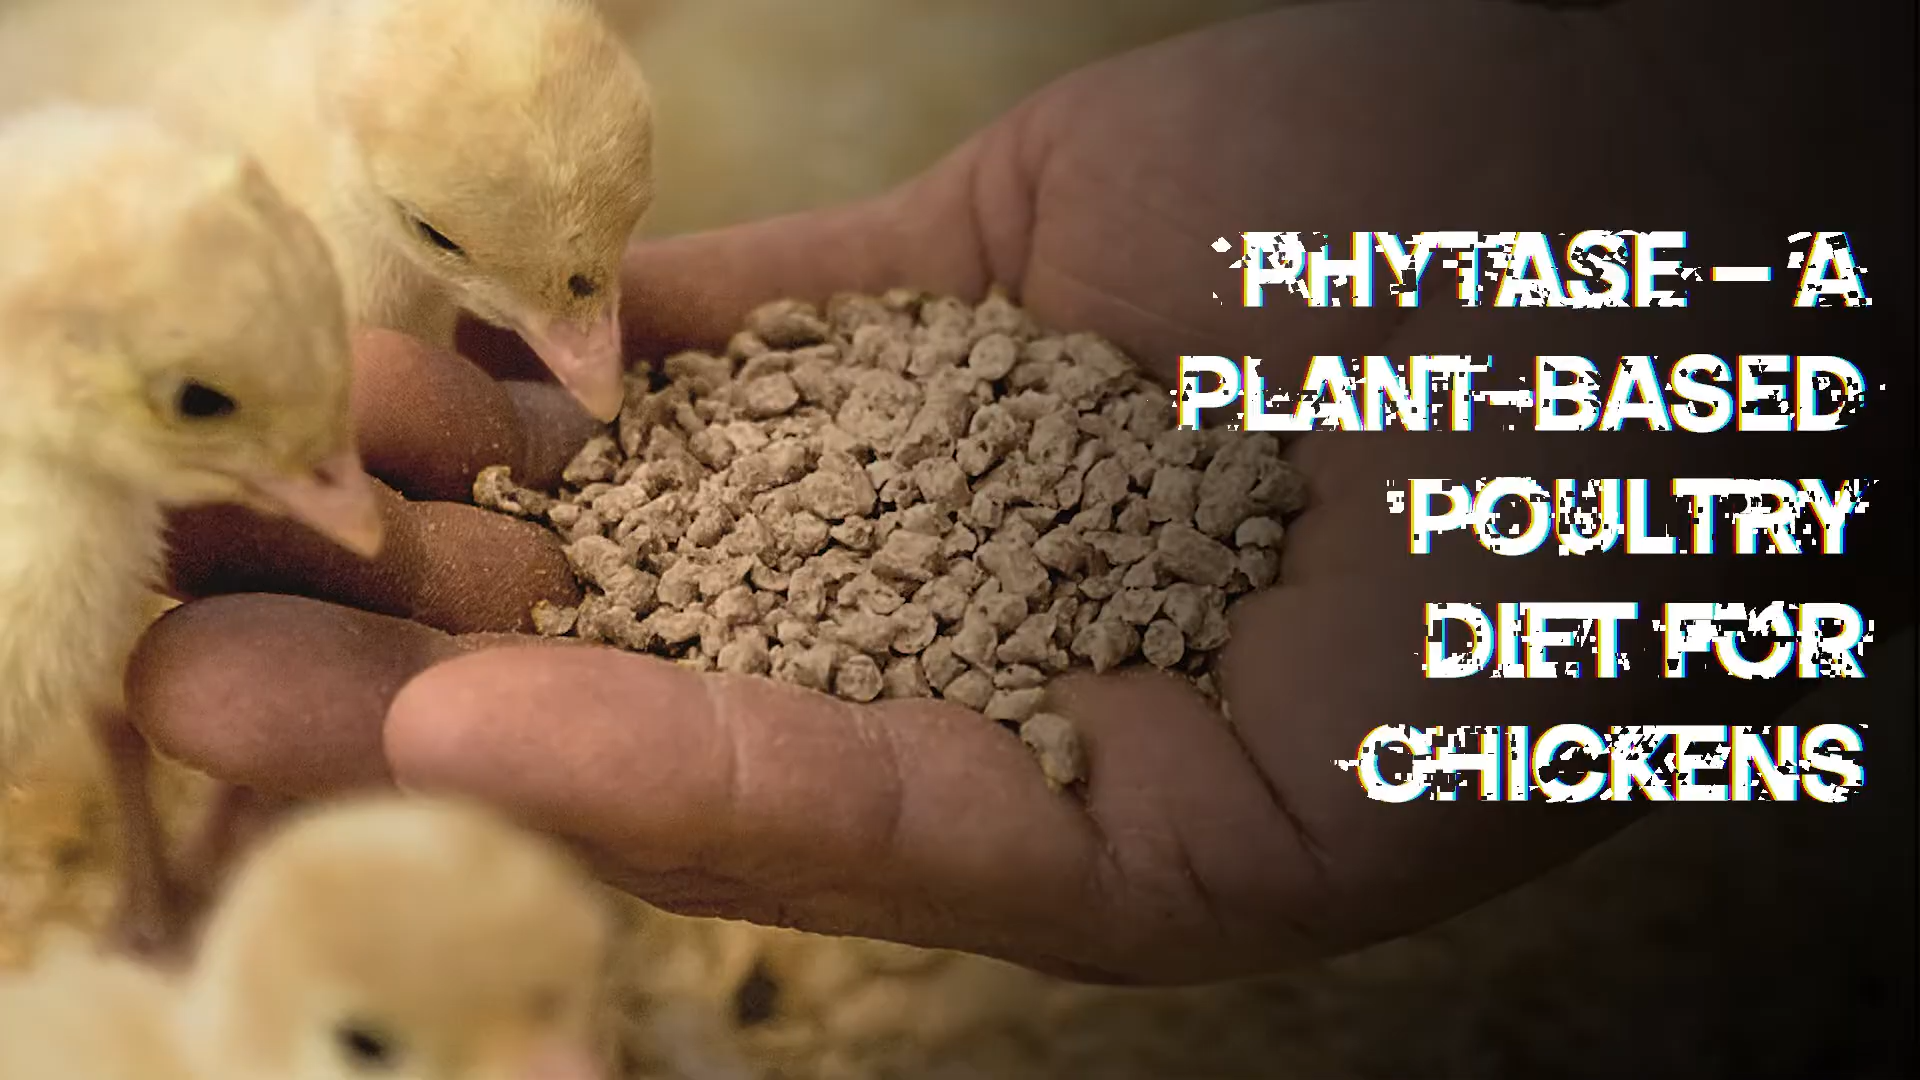 PHYTASE – A
PLANT-BASED
POULTRY
DIET FOR
CHICKENS